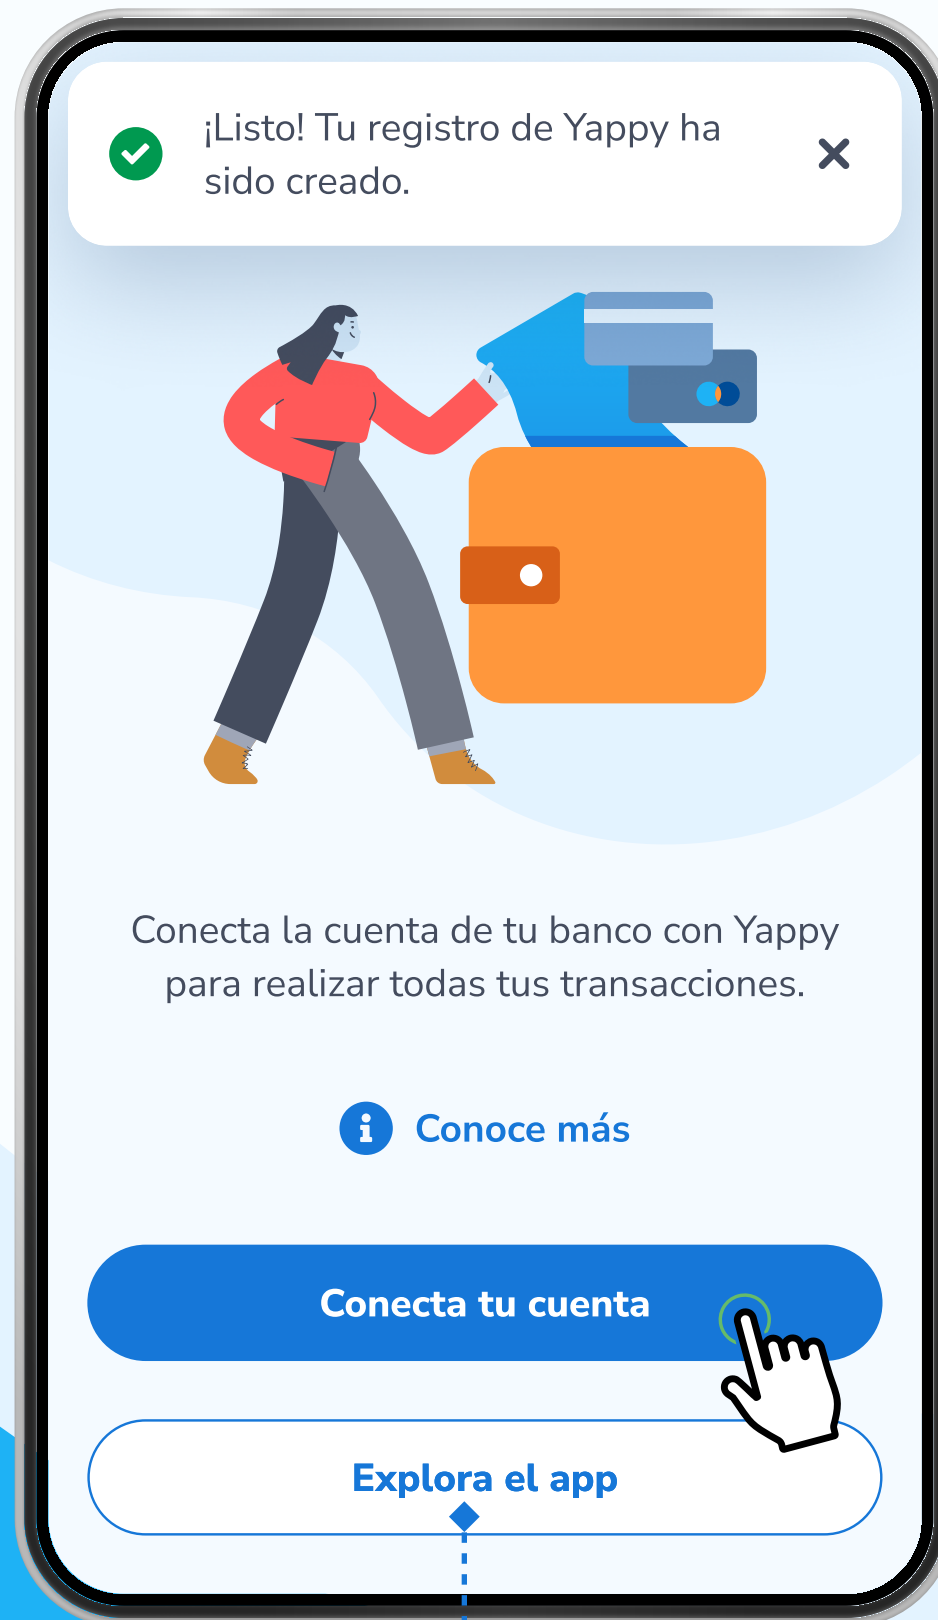 ¡Listo! Tu registro de Yappy ha
sido creado.
Conecta la cuenta de tu banco con Yappy
para realizar todas tus transacciones.
Conoce más
Conecta tu cuenta
Explora el app